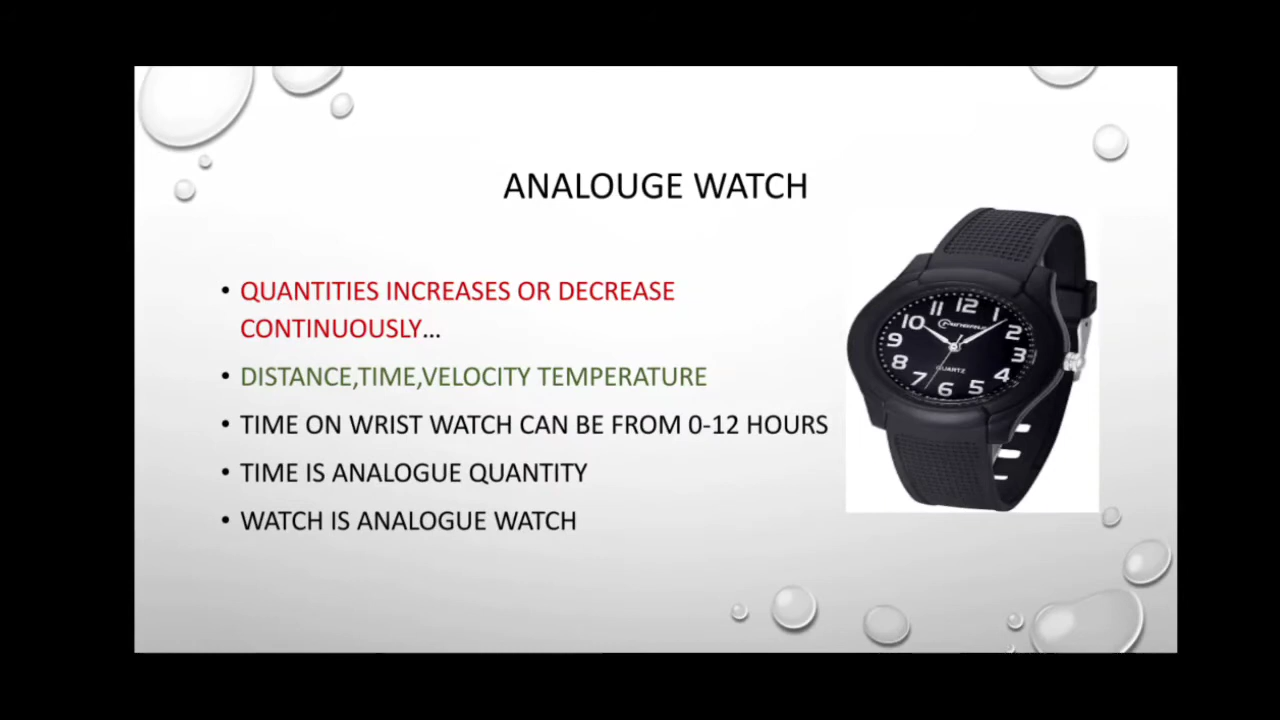 ANALOUGE WATCH
• QUANTITIES INCREASES OR DECREASE
CONTINUOUSLY...
• DISTANCE,TIME,VELOCITY TEMPERATURE
• TIME ON WRIST WATCH CAN BE FROM 0-12 HOURS
• TIME IS ANALOGUE QUANTITY
• WATCH IS ANALOGUE WATCH
12
1
2
3
4
5
6
7
8
9
10
11
QUARTZ